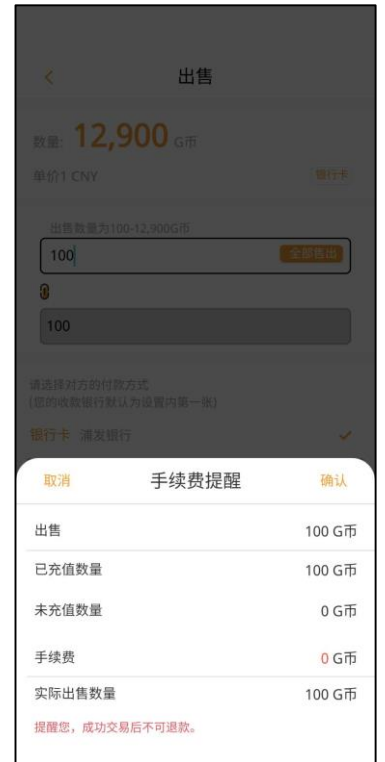 出售
数量: 12,900 G币
单价1 CNY 银行卡
出售数量为100-12,900G币
100 全部售出
100
请选择对方的付款方式
(您的收款银行默认为设置内第一张)
银行卡 浦发银行
取消 手续费提醒 确认
出售 100 G币
已充值数量 100 G币
未充值数量 0 G币
手续费 0 G币
实际出售数量 100 G币
提醒您，成功交易后不可退款。